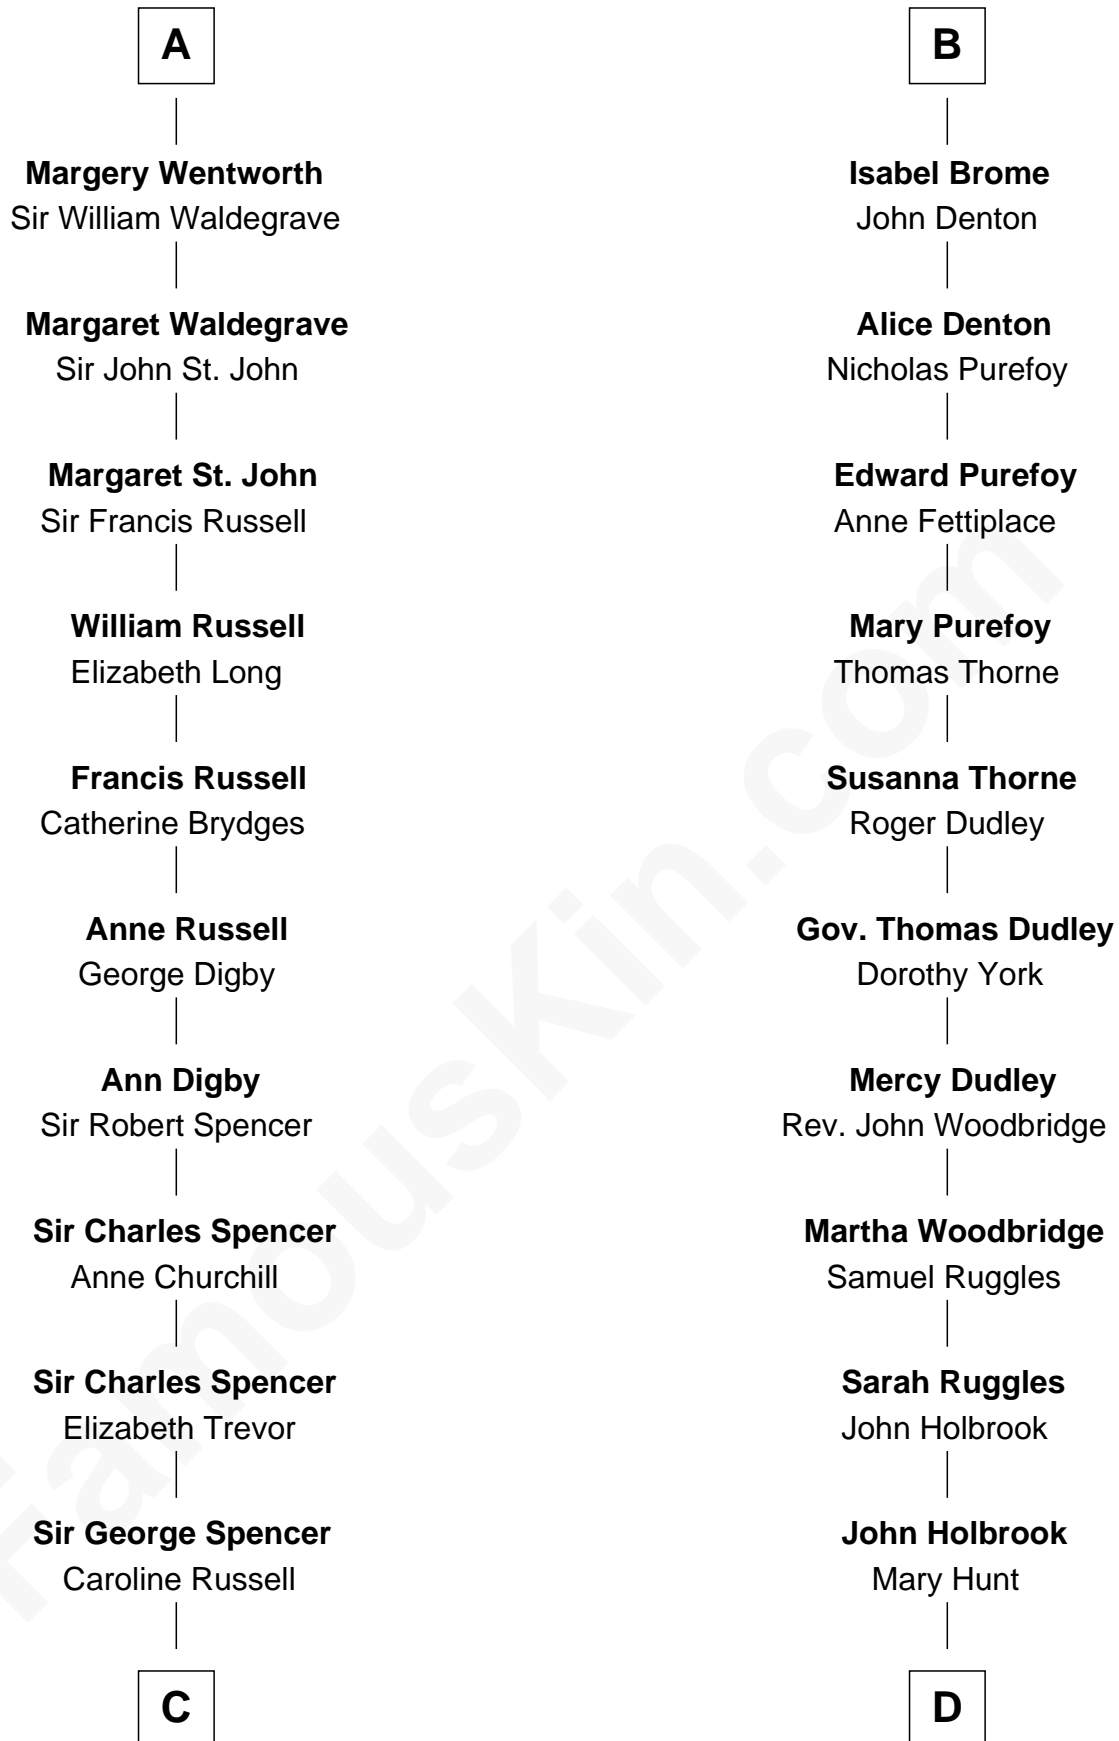 A
Margery Wentworth
Sir William Waldegrave
Margaret Waldegrave
Sir John St. John
Margaret St. John
Sir Francis Russell
William Russell
Elizabeth Long
Francis Russell
Catherine Brydges
Anne Russell
George Digby
Ann Digby
Sir Robert Spencer
Sir Charles Spencer
Anne Churchill
Sir Charles Spencer
Elizabeth Trevor
Sir George Spencer
Caroline Russell
C
B
Isabel Brome
John Denton
Alice Denton
Nicholas Purefoy
Edward Purefoy
Anne Fettiplace
Mary Purefoy
Thomas Thorne
Susanna Thorne
Roger Dudley
Gov. Thomas Dudley
Dorothy York
Mercy Dudley
Rev. John Woodbridge
Martha Woodbridge
Samuel Ruggles
Sarah Ruggles
John Holbrook
John Holbrook
Mary Hunt
D
FamousKin.com